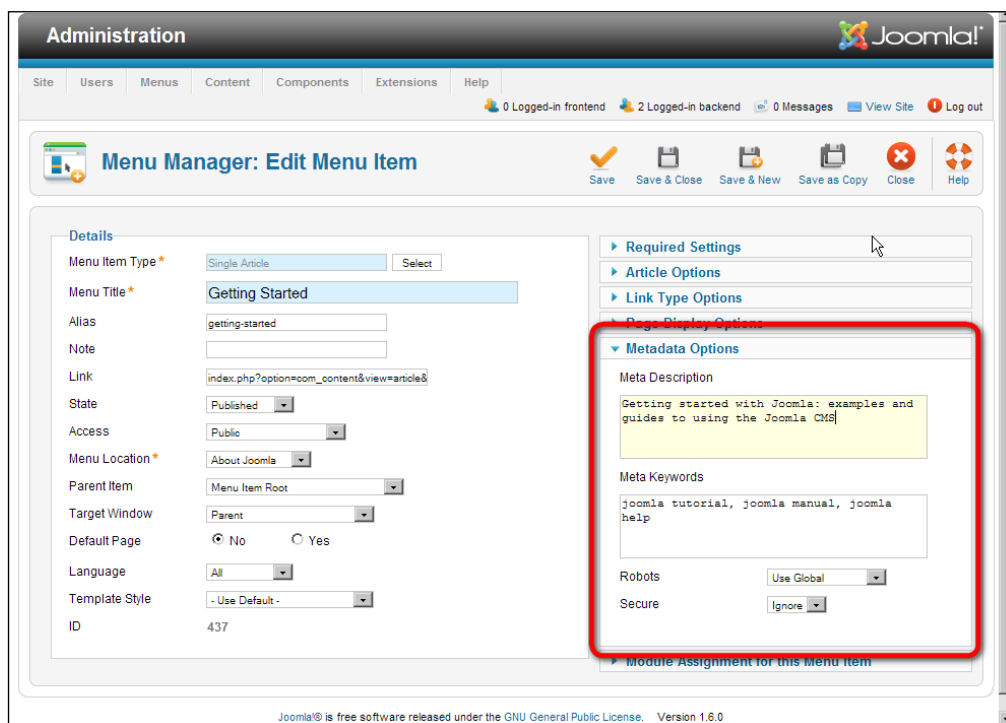 Administration
Joomla!
Site Users Menus Content Components Extensions Help
0 Logged-in frontend 2 Logged-in backend 0 Messages View Site Log out
Menu Manager: Edit Menu Item
Save Save & Close Save & New Save as Copy Close Help
Details
Menu Item Type * Single Article Select
Menu Title * Getting Started
Alias getting-started
Note
Link index.php?option=com_content&view=article&
State Published
Access Public
Menu Location * About Joomla
Parent Item Menu Item Root
Target Window Parent
Default Page No Yes
Language All
Template Style - Use Default -
ID 437
Required Settings
Article Options
Link Type Options
Page Display Options
Metadata Options
Meta Description
Getting started with Joomla: examples and
guides to using the Joomla CMS
Meta Keywords
joomla tutorial, joomla manual, joomla
help
Robots Use Global
Secure Ignore
Module Assignment for this Menu Item
Joomla!® is free software released under the GNU General Public License. Version 1.6.0